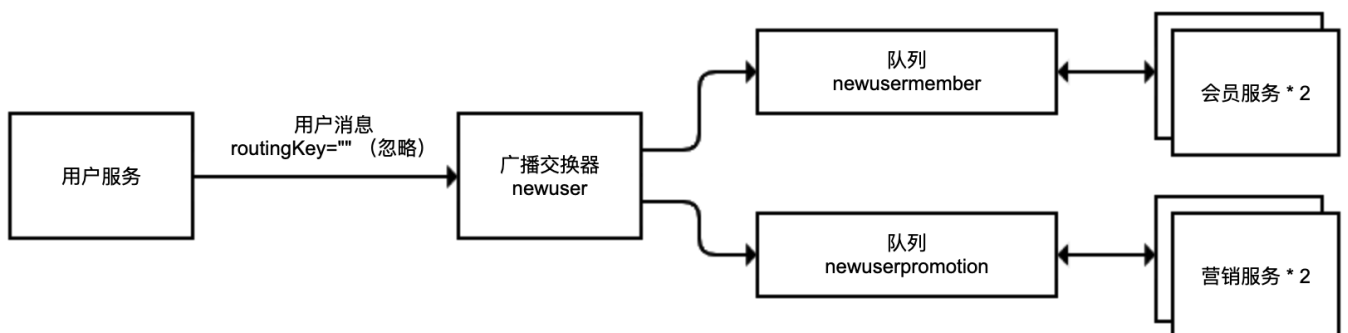 用户服务
用户消息
routingKey="" （忽略）
广播交换器
newuser
队列
newusermember
会员服务 * 2
队列
newuserpromotion
营销服务 * 2